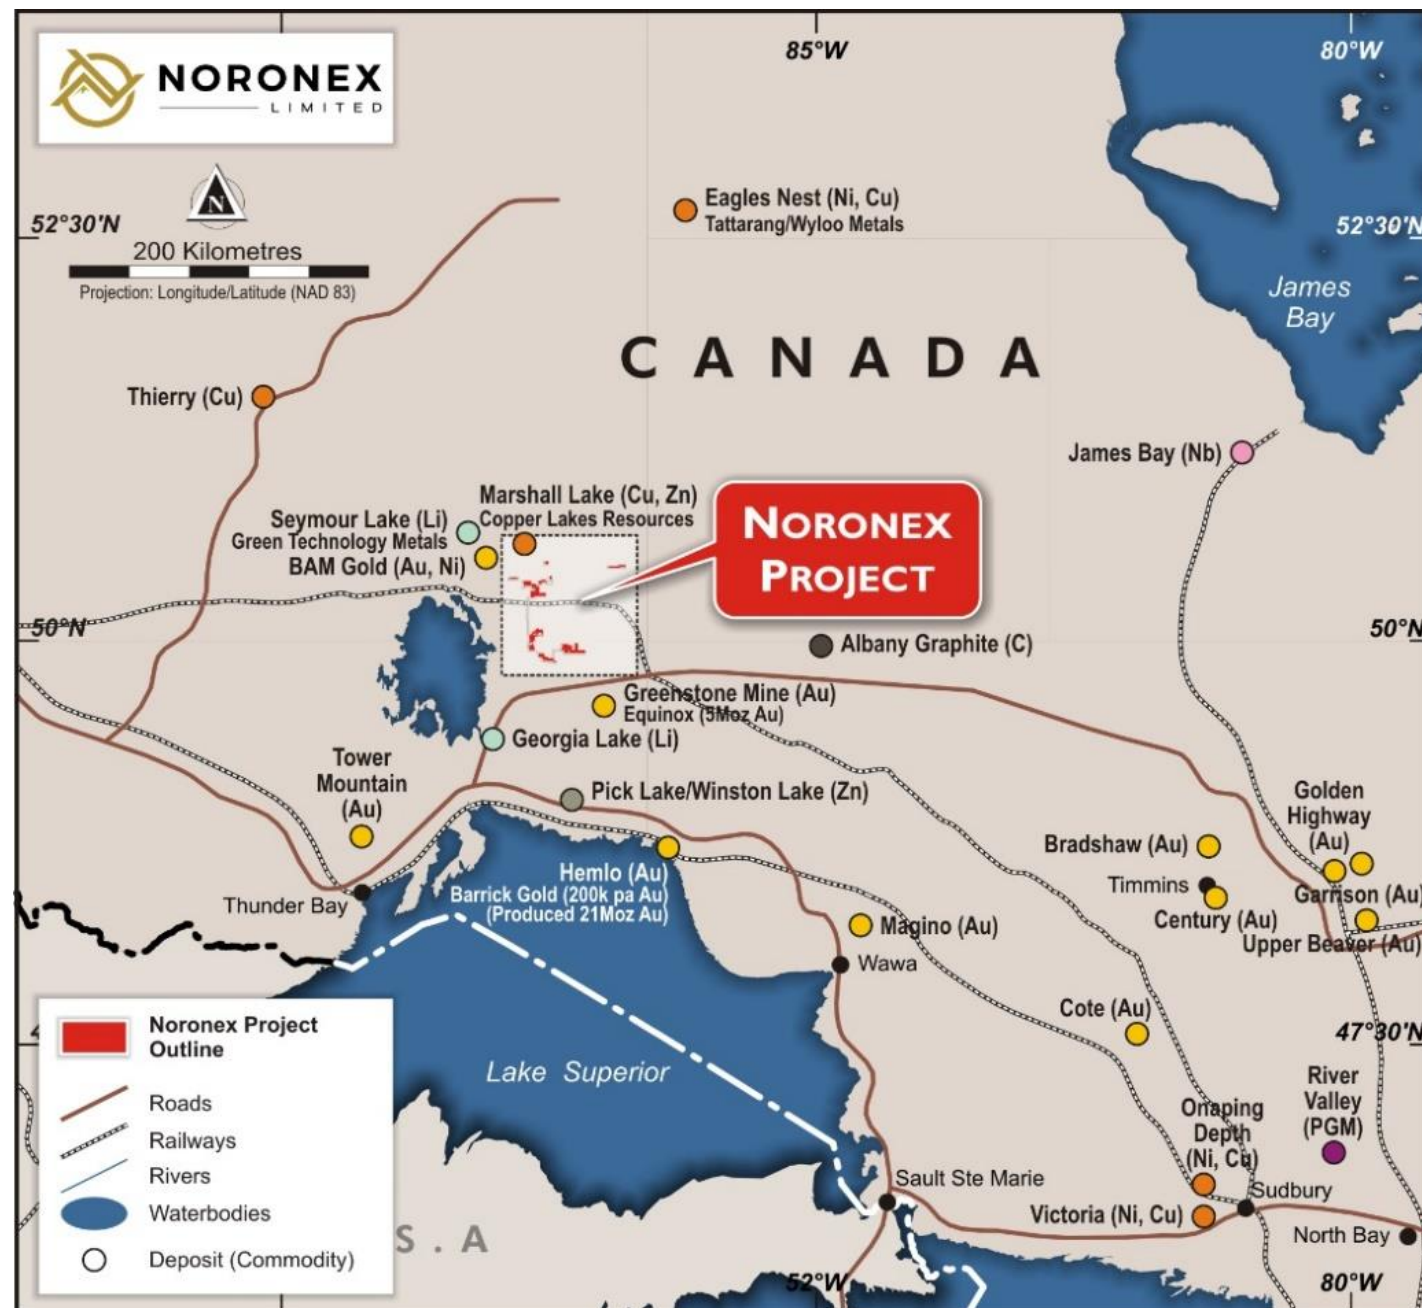 NORONEX
LIMITED
85°W
80°W
N
52°30'N
52°30'N
200 Kilometres
Projection: Longitude/Latitude (NAD 83)
Eagles Nest (Ni, Cu)
Tattarang/Wyloo Metals
James
Bay
CANADA
Thierry (Cu)
James Bay (Nb)
Marshall Lake (Cu, Zn)
Copper Lakes Resources
Seymour Lake (Li)
Green Technology Metals
BAM Gold (Au, Ni)
NORONEX
PROJECT
50°N
50°N
Albany Graphite (C)
Greenstone Mine (Au)
Equinox (5Moz Au)
Georgia Lake (Li)
Tower
Mountain
(Au)
Pick Lake/Winston Lake (Zn)
Golden
Highway
(Au)
Bradshaw (Au)
Hemlo (Au)
Barrick Gold (200k pa Au)
(Produced 21Moz Au)
Timmins
Garrison (Au)
Thunder Bay
Century (Au)
Magino (Au)
Upper Beaver (Au)
Wawa
Cote (Au)
47°30'N
Noronex Project
Outline
Roads
Railways
Rivers
Waterbodies
Deposit (Commodity)
Lake Superior
River
Valley
(PGM)
Onaping
Depth
(Ni, Cu)
Sault Ste Marie
Sudbury
Victoria (Ni, Cu)
North Bay
S.A
52°W
80°W